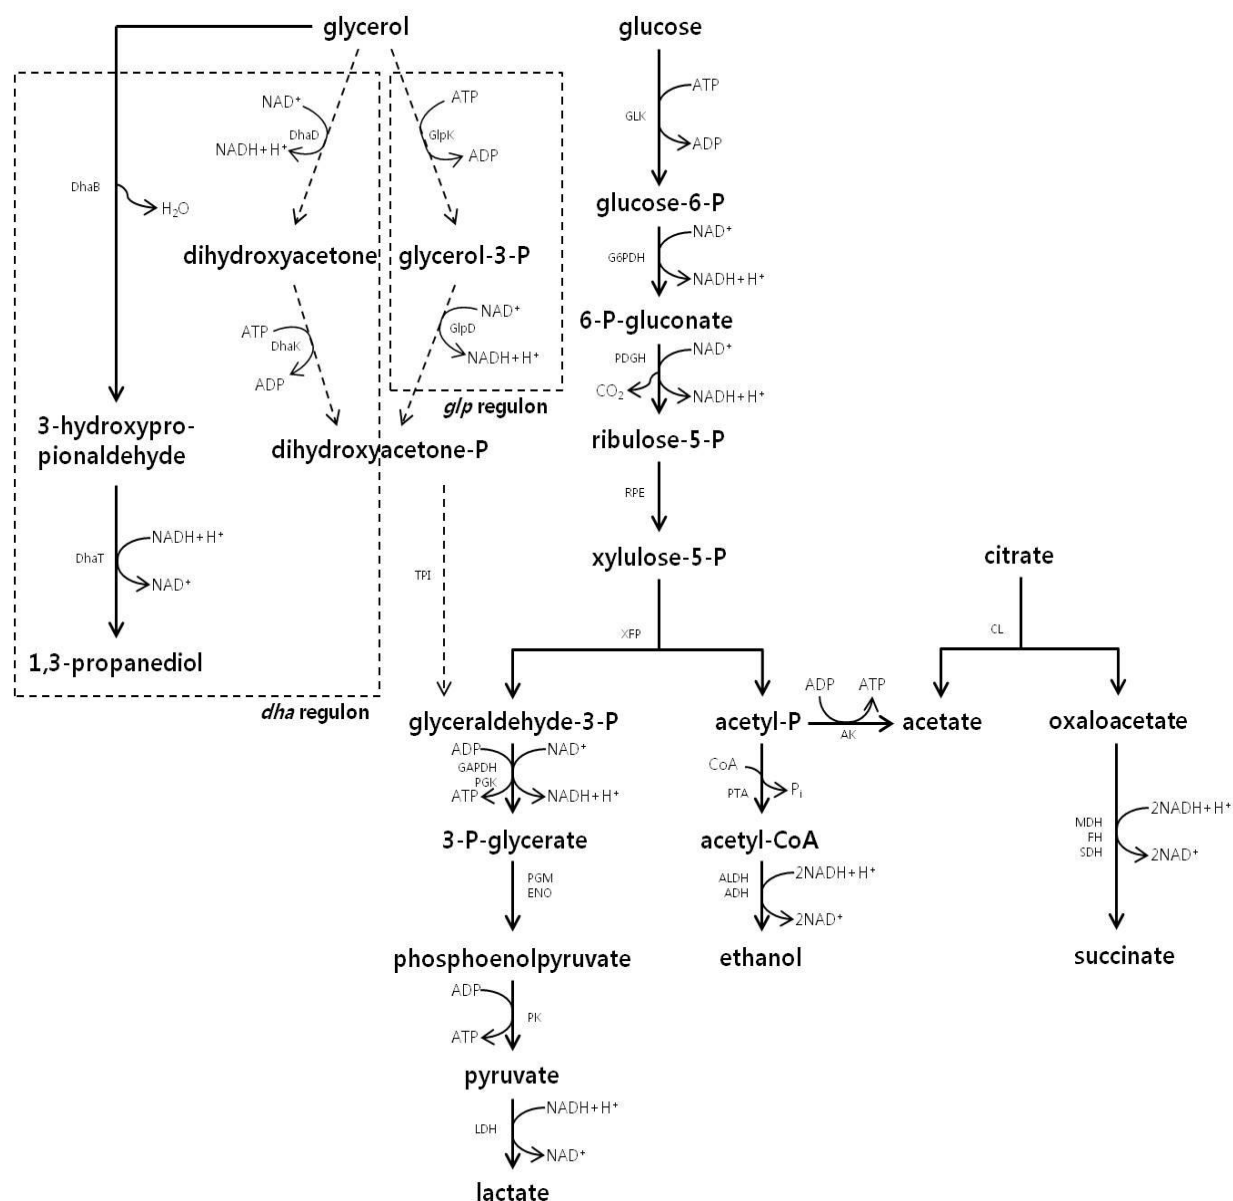 glycerol
glucose
NAD⁺
DhaD
NADH+H⁺
ATP
GlpK
ADP
ATP
GLK
ADP
DhaB
H₂O
glucose-6-P
NAD⁺
G6PDH
NADH+H⁺
dihydroxyacetone
glycerol-3-P
6-P-gluconate
ATP
DhaK
ADP
NAD⁺
GlpD
NADH+H⁺
PDGH
NAD⁺
CO₂
NADH+H⁺
glp regulon
3-hydroxypro-
pionaldehyde
dihydroxyacetone-P
ribulose-5-P
RPE
NADH+H⁺
DhaT
NAD⁺
TPI
xylulose-5-P
citrate
XFP
CL
1,3-propanediol
dha regulon
glyceraldehyde-3-P
acetyl-P
ADP
ATP
AK
acetate
oxaloacetate
ADP
NAD⁺
GAPDH
PGK
ATP
NADH+H⁺
CoA
PTA
Pᵢ
3-P-glycerate
acetyl-CoA
MDH
FH
SDH
2NADH+H⁺
2NAD⁺
PGM
ENO
ALDH
ADH
2NADH+H⁺
2NAD⁺
phosphoenolpyruvate
ethanol
succinate
ADP
PK
ATP
pyruvate
NADH+H⁺
LDH
NAD⁺
lactate